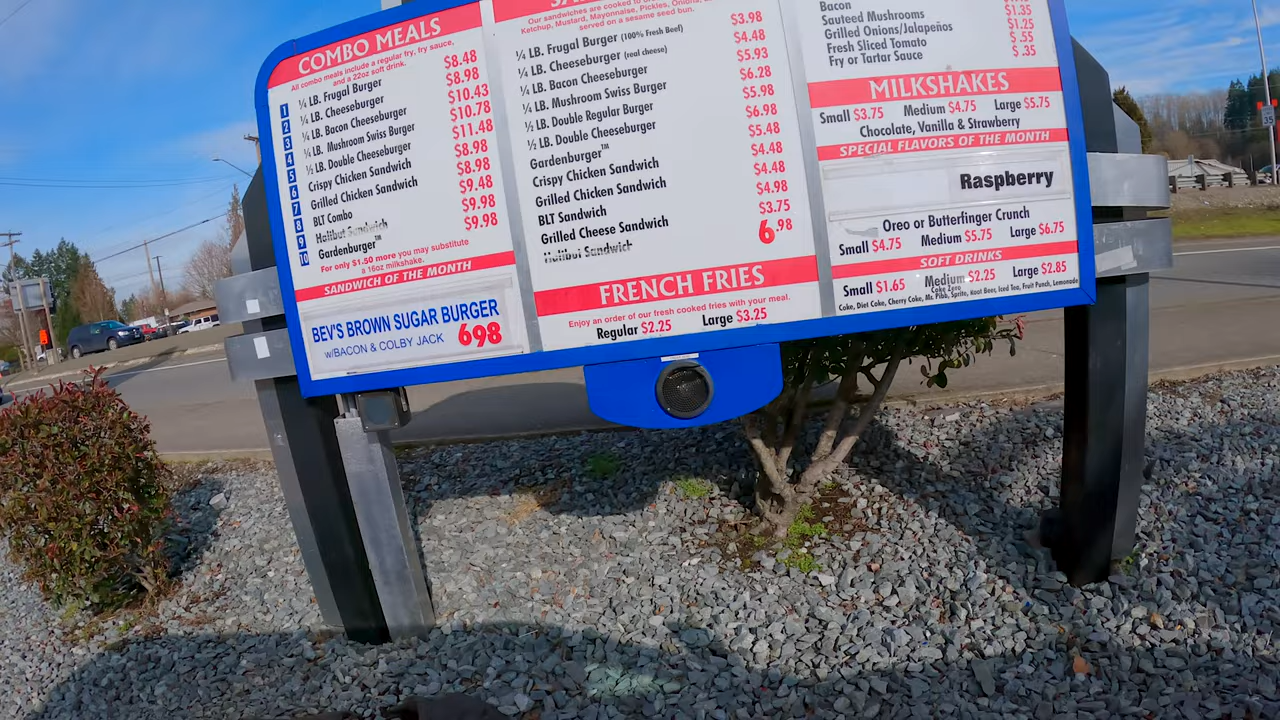 COMBO MEALS
All combo meals include a regular fry, fry sauce,
and a 22oz soft drink.
1 ¼ LB. Frugal Burger $8.48
2 ¼ LB. Cheeseburger $8.98
3 ¼ LB. Bacon Cheeseburger $10.43
4 ¼ LB. Mushroom Swiss Burger $10.78
5 ½ LB. Double Cheeseburger $11.48
6 Crispy Chicken Sandwich $8.98
7 Grilled Chicken Sandwich $8.98
8 BLT Combo $9.48
9 Halibut Sandwich $9.98
10 Gardenburger™ $9.98
For only $1.50 more you may substitute
a 16oz milkshake.
SANDWICH OF THE MONTH
BEV'S BROWN SUGAR BURGER
w/BACON & COLBY JACK 698
Our sandwiches are cooked to
Ketchup, Mustard, Mayonnaise, Pickles, Onions,
served on a sesame seed bun.
¼ LB. Frugal Burger (100% Fresh Beef) $3.98
¼ LB. Cheeseburger (real cheese) $4.48
¼ LB. Bacon Cheeseburger $5.93
¼ LB. Mushroom Swiss Burger $6.28
½ LB. Double Regular Burger $5.98
½ LB. Double Cheeseburger $6.98
Gardenburger™ $5.48
Crispy Chicken Sandwich $4.48
Grilled Chicken Sandwich $4.48
BLT Sandwich $4.98
Grilled Cheese Sandwich $3.75
Halibut Sandwich 6.98
FRENCH FRIES
Enjoy an order of our fresh cooked fries with your meal.
Regular $2.25 Large $3.25
Bacon
Sauteed Mushrooms $1.35
Grilled Onions/Jalapeños $1.25
Fresh Sliced Tomato $.55
Fry or Tartar Sauce $.35
MILKSHAKES
Small $3.75 Medium $4.75 Large $5.75
Chocolate, Vanilla & Strawberry
SPECIAL FLAVORS OF THE MONTH
Raspberry
Oreo or Butterfinger Crunch
Small $4.75 Medium $5.75 Large $6.75
SOFT DRINKS
Small $1.65 Medium $2.25 Large $2.85
Coke Zero
Coke, Diet Coke, Cherry Coke, Mr. Pibb, Sprite, Root Beer, Iced Tea, Fruit Punch, Lemonade
35